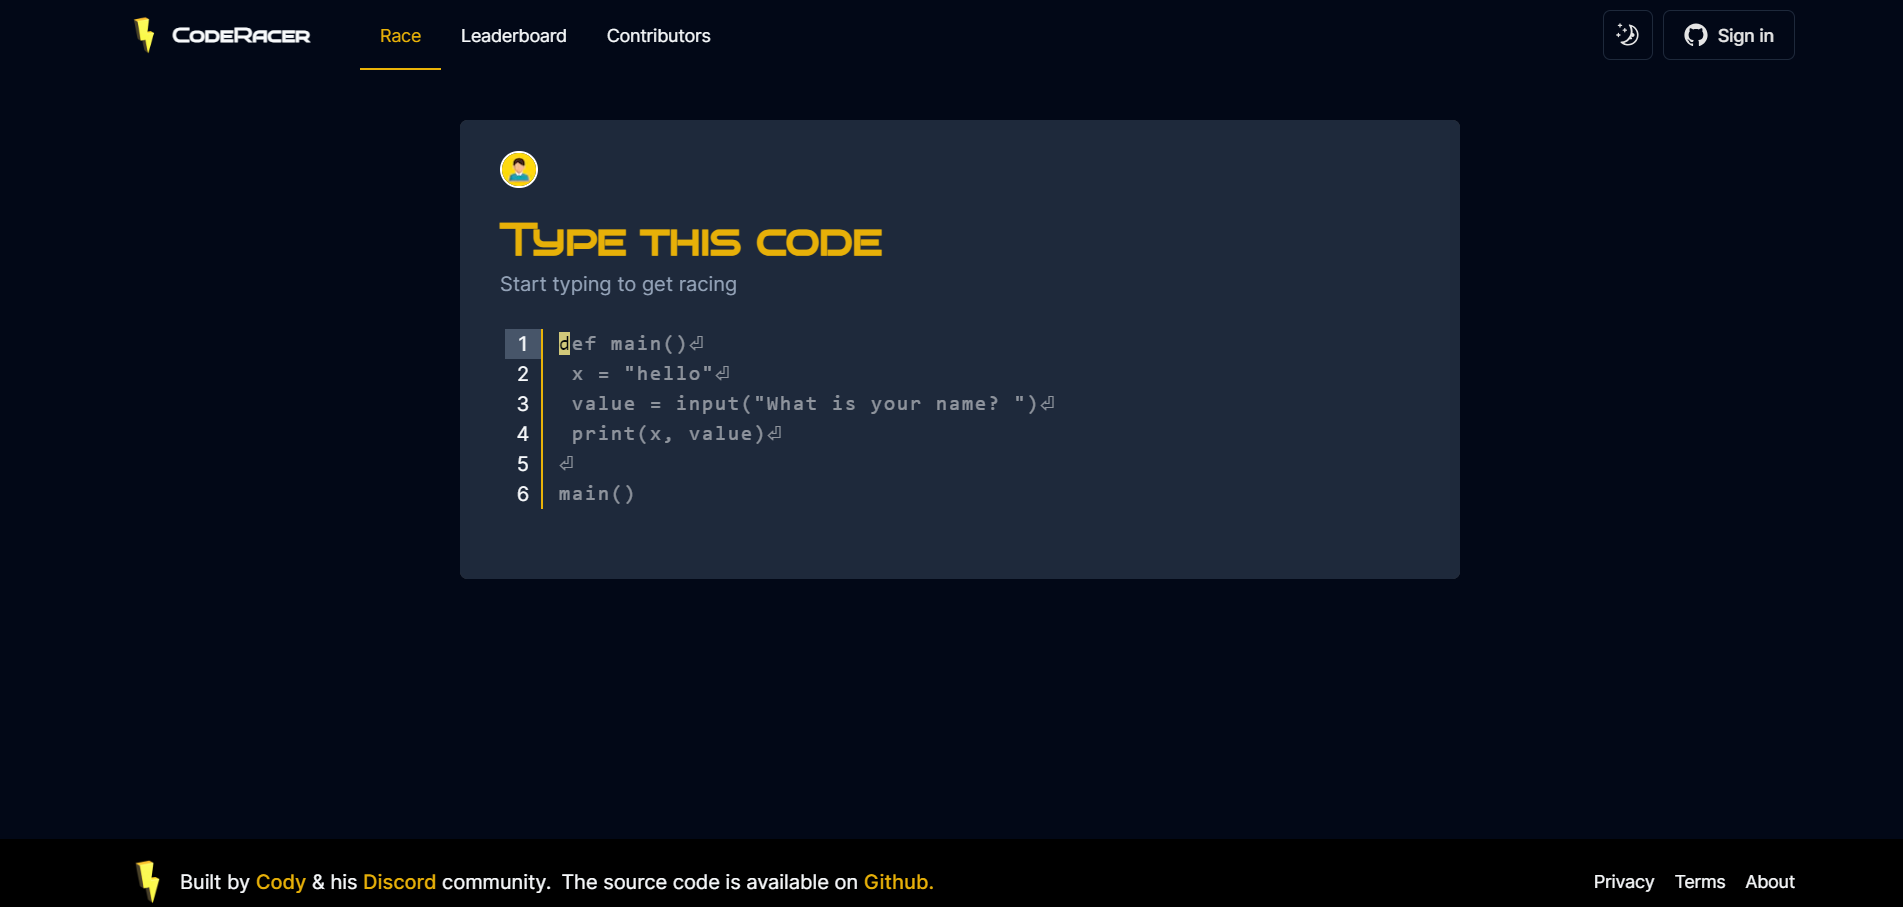 CodeRacer
Race Leaderboard Contributors
Sign in
Type this code
Start typing to get racing
1 def main()⏎
2  x = "hello"⏎
3  value = input("What is your name? ")⏎
4  print(x, value)⏎
5 ⏎
6 main()
Built by Cody & his Discord community. The source code is available on Github.
Privacy Terms About